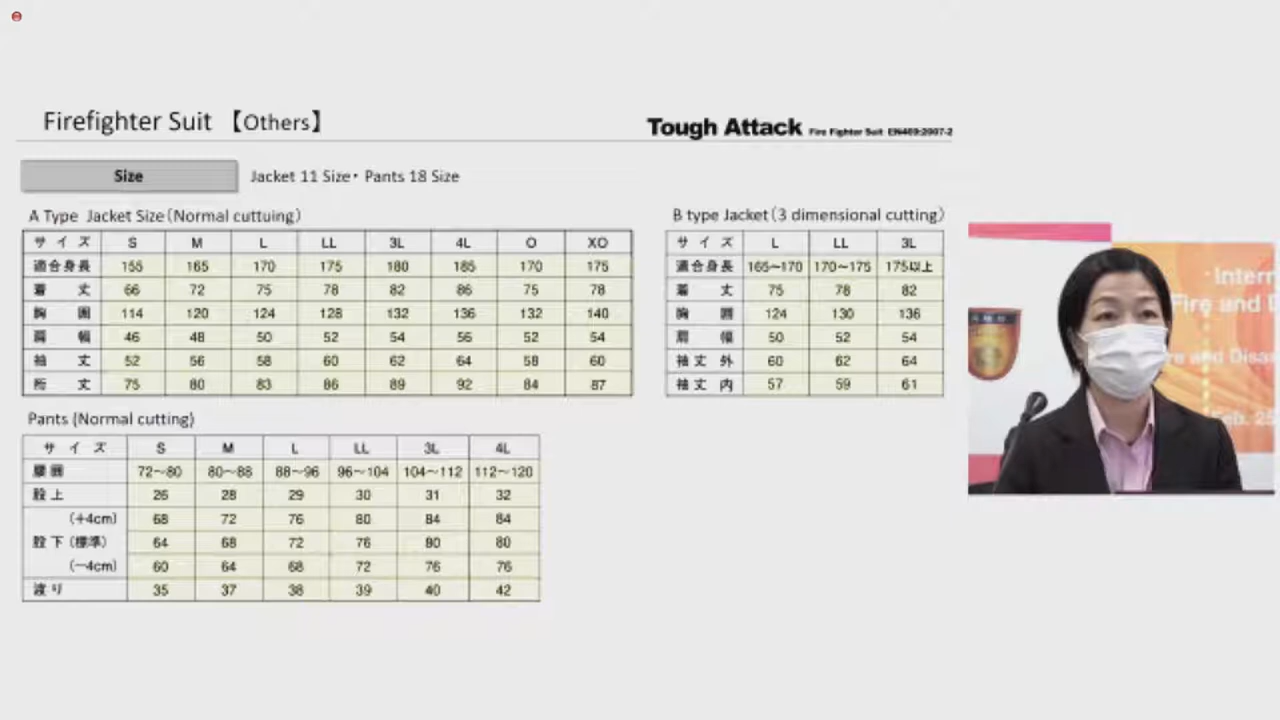 Firefighter Suit 【Others】
Tough Attack Fire Fighter Suit EN469:2007-2
Size
Jacket 11 Size・ Pants 18 Size
A Type Jacket Size(Normal cuttuing)
サ イ ズ S M L LL 3L 4L O XO
適合身長 155 165 170 175 180 185 170 175
着 丈 66 72 75 78 82 86 75 78
胸 囲 114 120 124 128 132 136 132 140
肩 幅 46 48 50 52 54 56 52 54
袖 丈 52 56 58 60 62 64 58 60
裄 丈 75 80 83 86 89 92 84 87
B type Jacket(3 dimensional cutting)
サ イ ズ L LL 3L
適合身長 165~170 170~175 175以上
着 丈 75 78 82
胸 囲 124 130 136
肩 幅 50 52 54
袖 丈 外 60 62 64
袖 丈 内 57 59 61
Pants (Normal cutting)
サ イ ズ S M L LL 3L 4L
腰 囲 72~80 80~88 88~96 96~104 104~112 112~120
股 上 26 28 29 30 31 32
(+4cm) 68 72 76 80 84 84
股 下 (標準) 64 68 72 76 80 80
(−4cm) 60 64 68 72 76 76
渡 り 35 37 38 39 40 42
Intern
Fire and D
re and Disas
Feb. 25